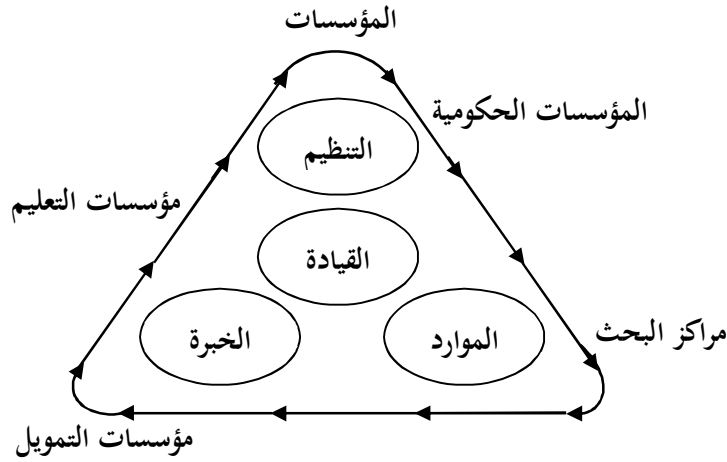 المؤسسات
المؤسسات الحكومية
التنظيم
مؤسسات التعليم
القيادة
مراكز البحث
الموارد
الخبرة
مؤسسات التمويل